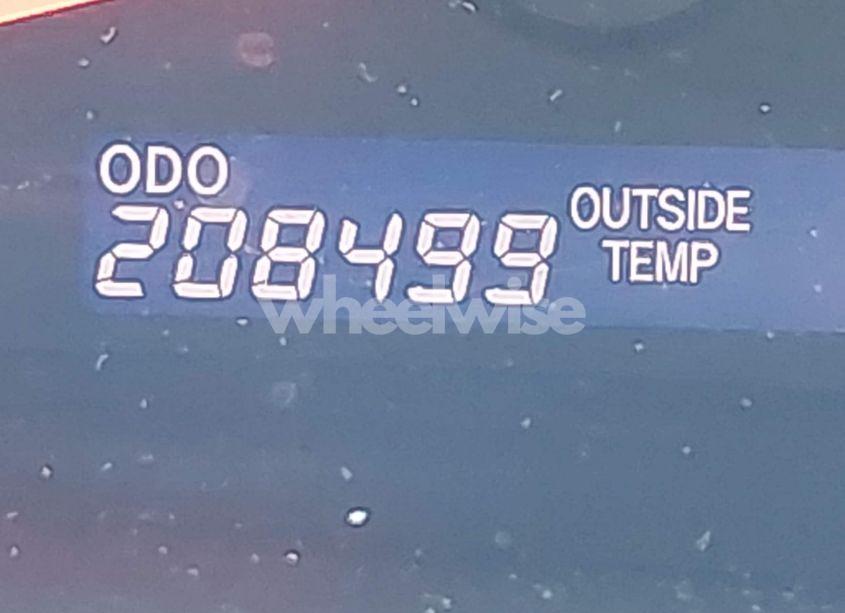 ODO
208499
OUTSIDE
TEMP
wheelwise